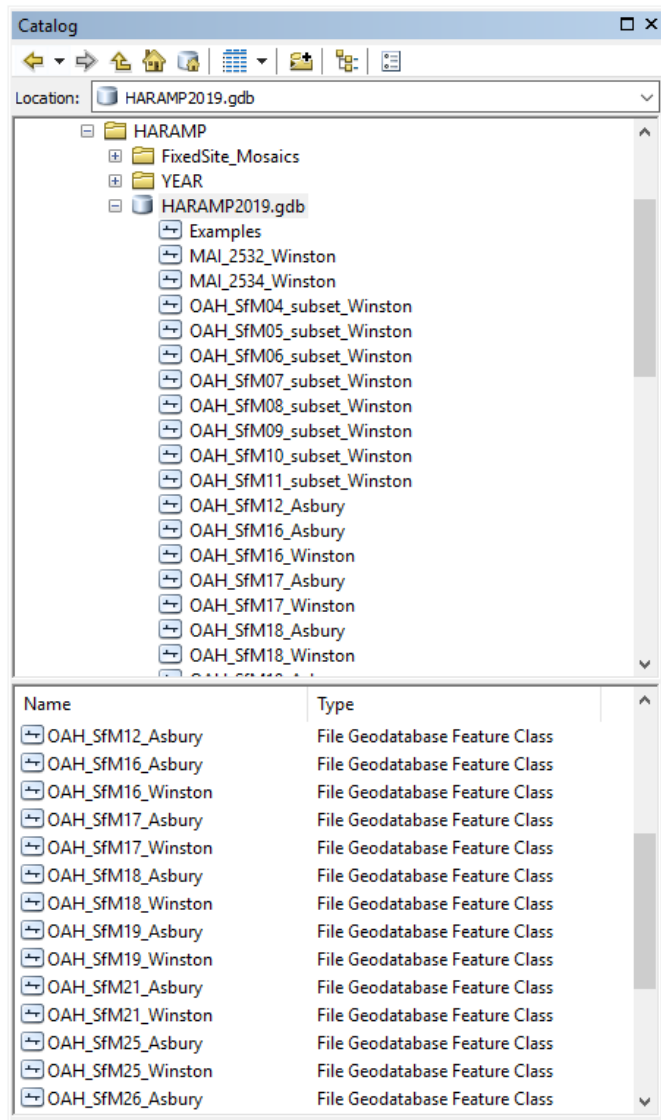 Catalog
Location: HARAMP2019.gdb
HARAMP
FixedSite_Mosaics
YEAR
HARAMP2019.gdb
Examples
MAI_2532_Winston
MAI_2534_Winston
OAH_SfM04_subset_Winston
OAH_SfM05_subset_Winston
OAH_SfM06_subset_Winston
OAH_SfM07_subset_Winston
OAH_SfM08_subset_Winston
OAH_SfM09_subset_Winston
OAH_SfM10_subset_Winston
OAH_SfM11_subset_Winston
OAH_SfM12_Asbury
OAH_SfM16_Asbury
OAH_SfM16_Winston
OAH_SfM17_Asbury
OAH_SfM17_Winston
OAH_SfM18_Asbury
OAH_SfM18_Winston
Name Type
OAH_SfM12_Asbury File Geodatabase Feature Class
OAH_SfM16_Asbury File Geodatabase Feature Class
OAH_SfM16_Winston File Geodatabase Feature Class
OAH_SfM17_Asbury File Geodatabase Feature Class
OAH_SfM17_Winston File Geodatabase Feature Class
OAH_SfM18_Asbury File Geodatabase Feature Class
OAH_SfM18_Winston File Geodatabase Feature Class
OAH_SfM19_Asbury File Geodatabase Feature Class
OAH_SfM19_Winston File Geodatabase Feature Class
OAH_SfM21_Asbury File Geodatabase Feature Class
OAH_SfM21_Winston File Geodatabase Feature Class
OAH_SfM25_Asbury File Geodatabase Feature Class
OAH_SfM25_Winston File Geodatabase Feature Class
OAH_SfM26_Asbury File Geodatabase Feature Class